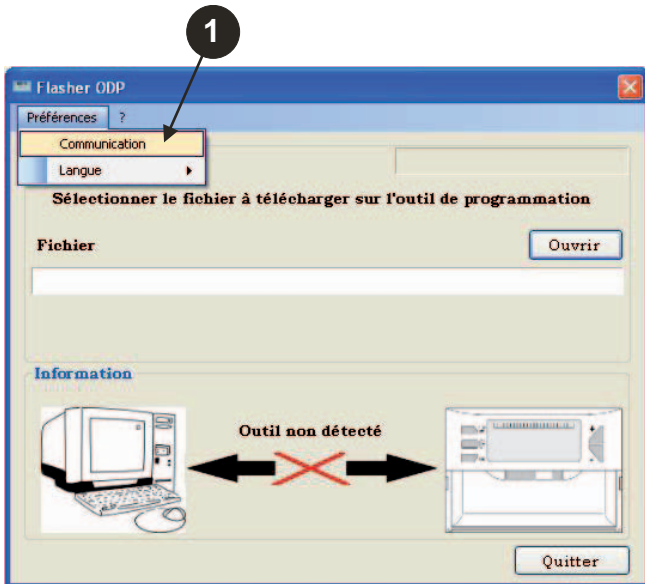 1
Flasher ODP
Préférences ?
Communication
Langue
Sélectionner le fichier à télécharger sur l'outil de programmation
Fichier
Ouvrir
Information
Outil non détecté
Quitter